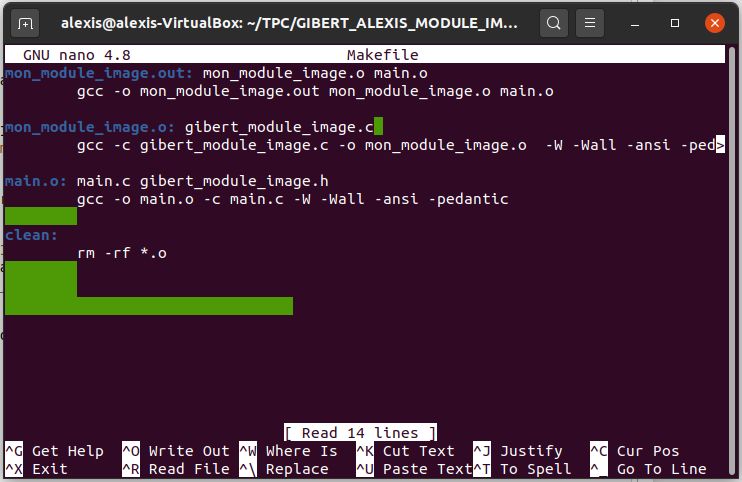 alexis@alexis-VirtualBox: ~/TPC/GIBERT_ALEXIS_MODULE_IM...
GNU nano 4.8 Makefile
mon_module_image.out: mon_module_image.o main.o
gcc -o mon_module_image.out mon_module_image.o main.o
mon_module_image.o: gibert_module_image.c
gcc -c gibert_module_image.c -o mon_module_image.o  -W -Wall -ansi -ped>
main.o: main.c gibert_module_image.h
gcc -o main.o -c main.c -W -Wall -ansi -pedantic
clean:
rm -rf *.o
[ Read 14 lines ]
^G Get Help ^O Write Out ^W Where Is ^K Cut Text ^J Justify ^C Cur Pos
^X Exit ^R Read File ^\ Replace ^U Paste Text ^T To Spell ^_ Go To Line